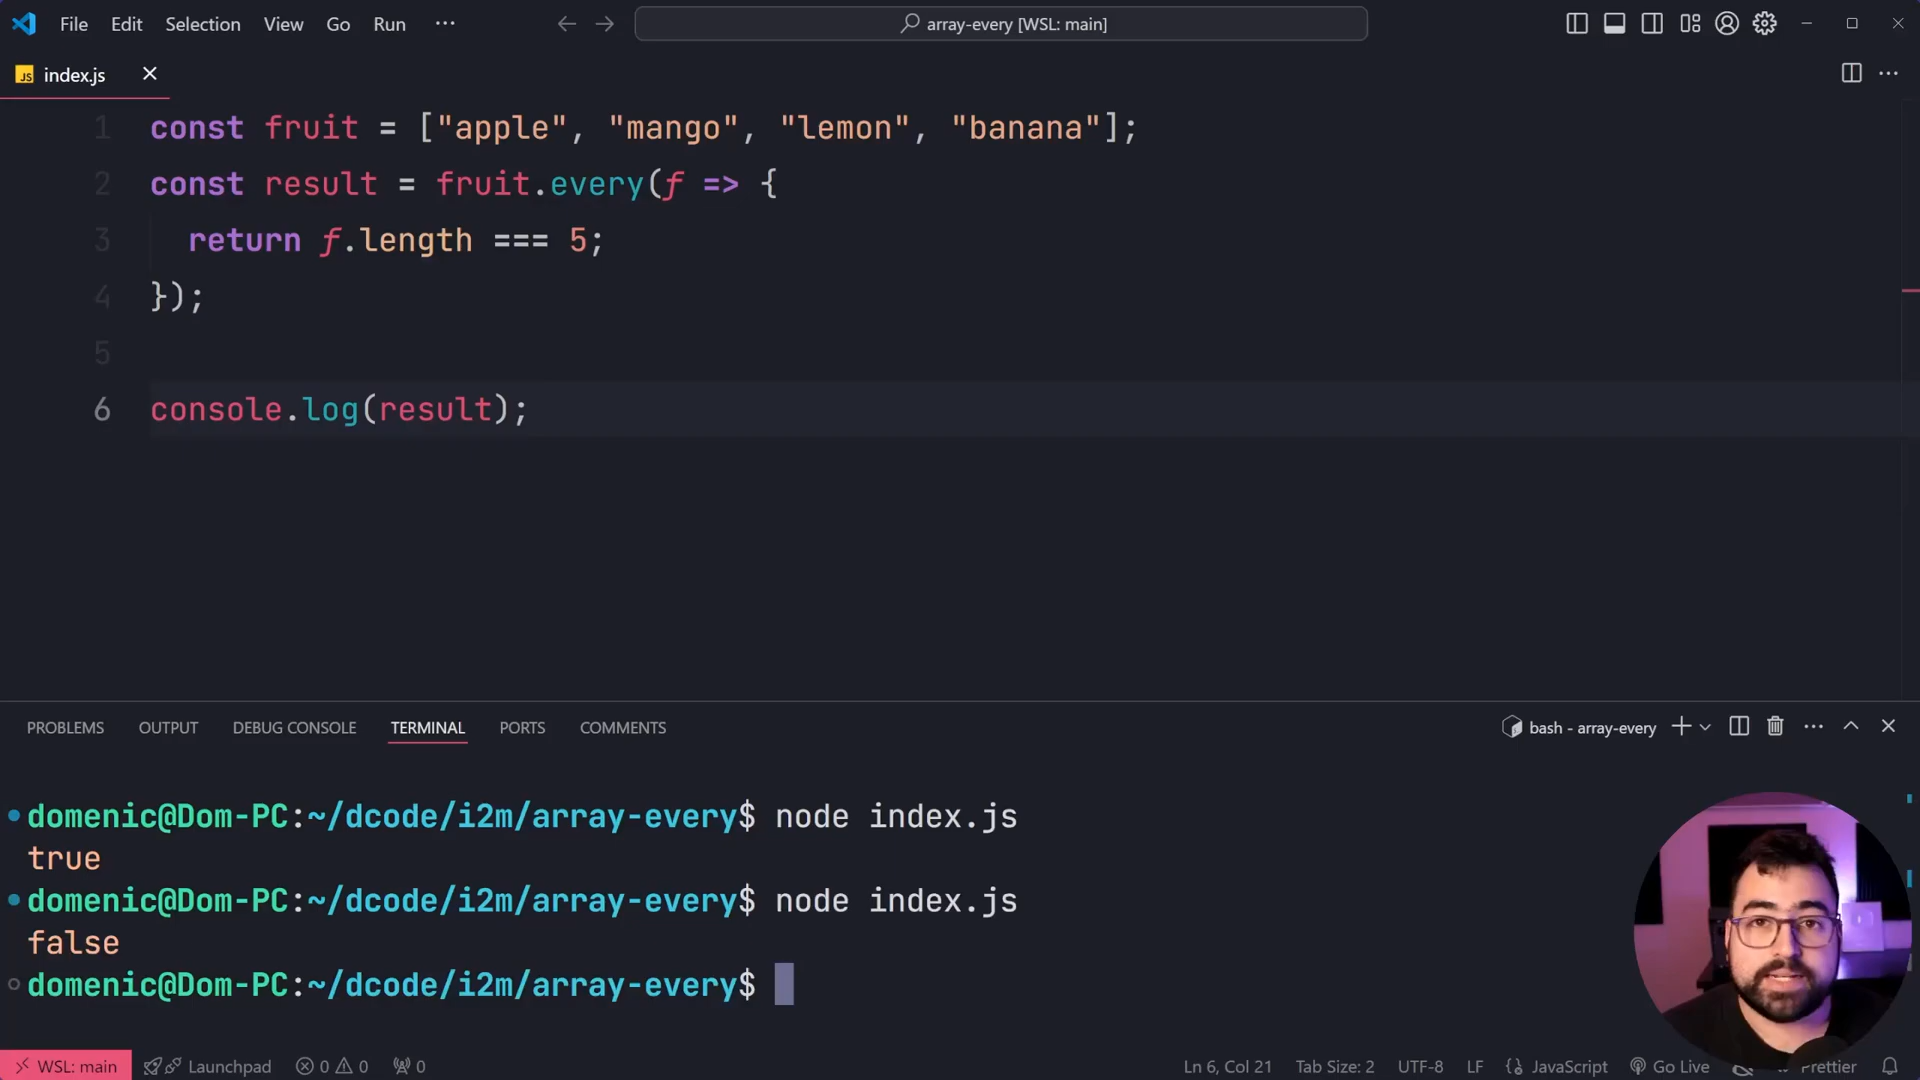 File Edit Selection View Go Run ···
array-every [WSL: main]
JS index.js
1 const fruit = ["apple", "mango", "lemon", "banana"];
2 const result = fruit.every(f => {
3 return f.length === 5;
4 });
5
6 console.log(result);
PROBLEMS OUTPUT DEBUG CONSOLE TERMINAL PORTS COMMENTS
bash - array-every
domenic@Dom-PC:~/dcode/i2m/array-every$ node index.js
true
domenic@Dom-PC:~/dcode/i2m/array-every$ node index.js
false
domenic@Dom-PC:~/dcode/i2m/array-every$
WSL: main Launchpad 0 0 0 Ln 6, Col 21 Tab Size: 2 UTF-8 LF {} JavaScript Go Live Prettier